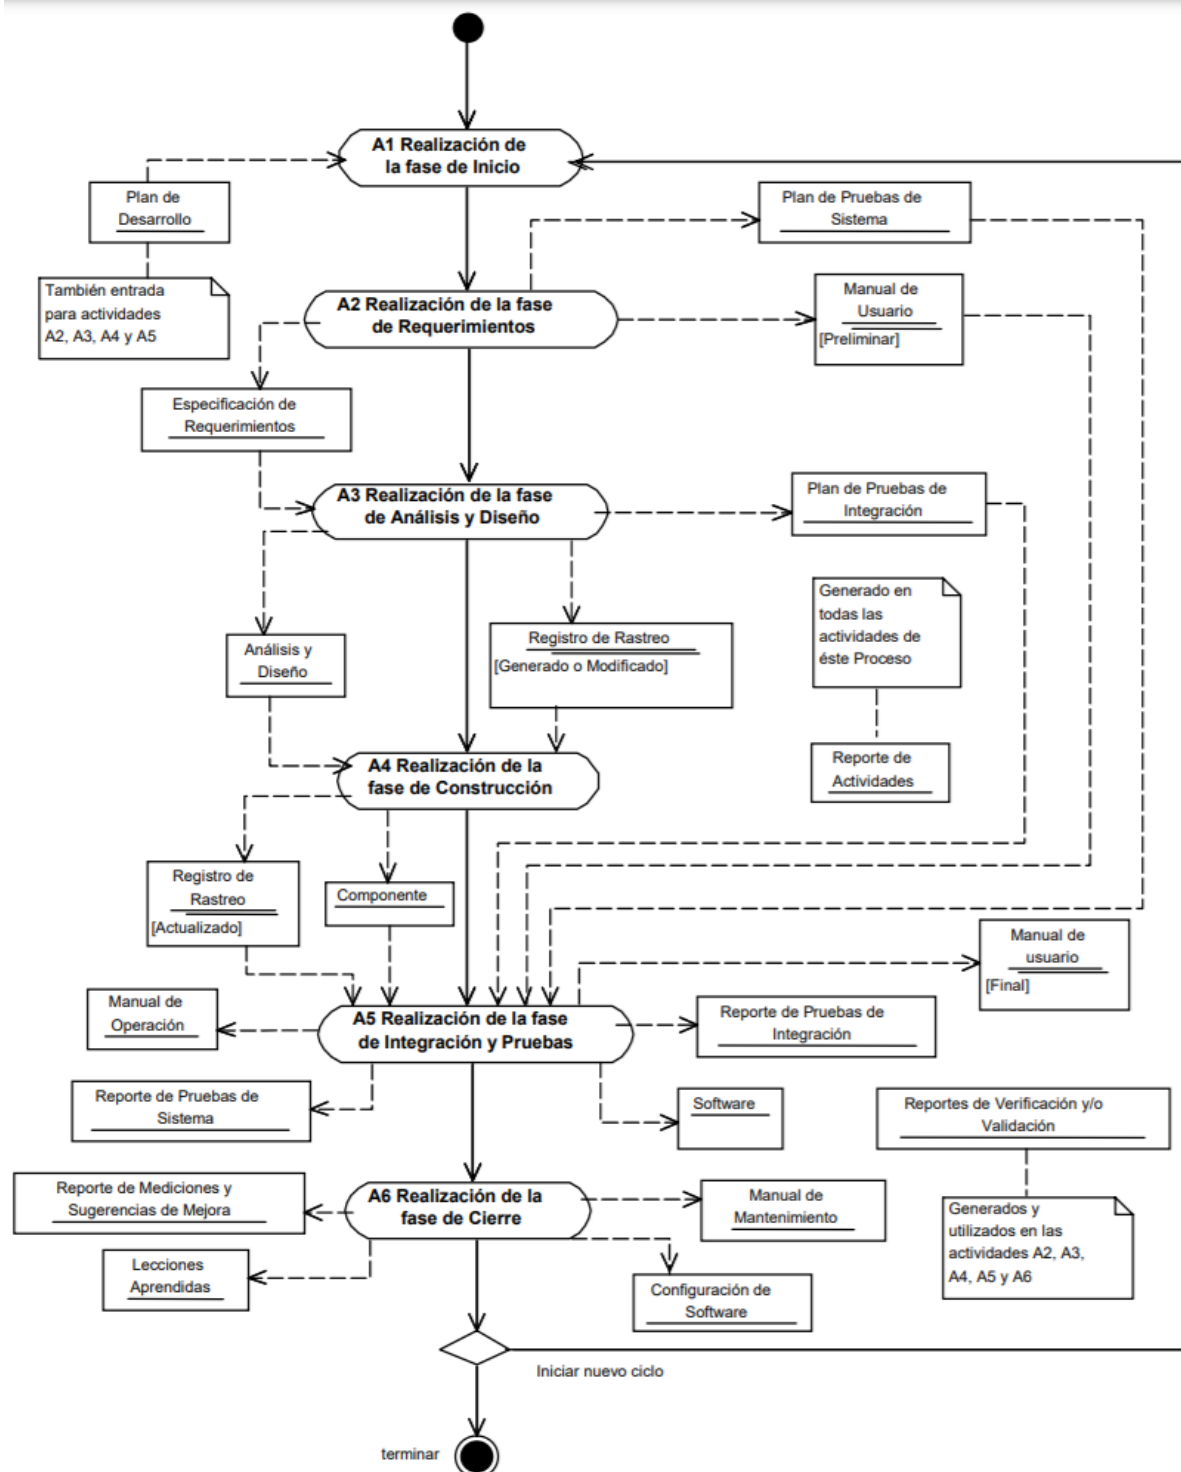 A1 Realización de
la fase de Inicio
Plan de
Desarrollo
Plan de Pruebas de
Sistema
También entrada
para actividades
A2, A3, A4 y A5
A2 Realización de la fase
de Requerimientos
Manual de
Usuario
[Preliminar]
Especificación de
Requerimientos
A3 Realización de la fase
de Análisis y Diseño
Plan de Pruebas de
Integración
Generado en
todas las
actividades de
éste Proceso
Análisis y
Diseño
Registro de Rastreo
[Generado o Modificado]
Reporte de
Actividades
A4 Realización de la
fase de Construcción
Registro de
Rastreo
[Actualizado]
Componente
Manual de
usuario
[Final]
Manual de
Operación
A5 Realización de la fase
de Integración y Pruebas
Reporte de Pruebas de
Integración
Reporte de Pruebas de
Sistema
Software
Reportes de Verificación y/o
Validación
Reporte de Mediciones y
Sugerencias de Mejora
A6 Realización de la
fase de Cierre
Manual de
Mantenimiento
Generados y
utilizados en las
actividades A2, A3,
A4, A5 y A6
Lecciones
Aprendidas
Configuración de
Software
Iniciar nuevo ciclo
terminar